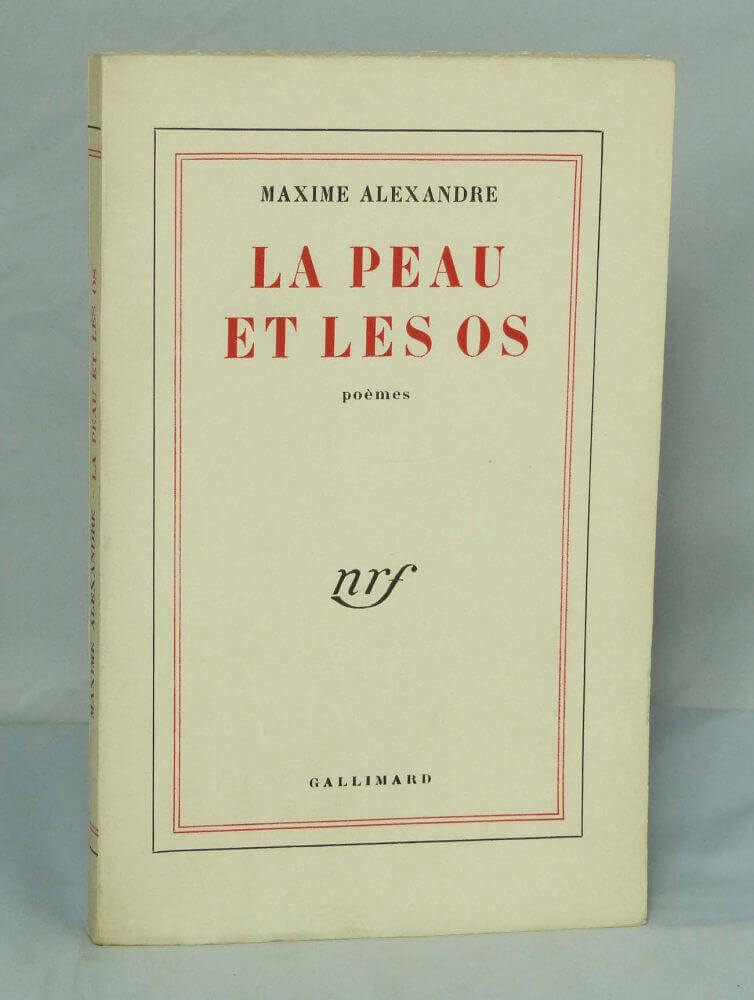 MAXIME ALEXANDRE
LA PEAU
ET LES OS
poèmes
nrf
GALLIMARD
MAXIME ALEXANDRE - LA PEAU ET LES OS